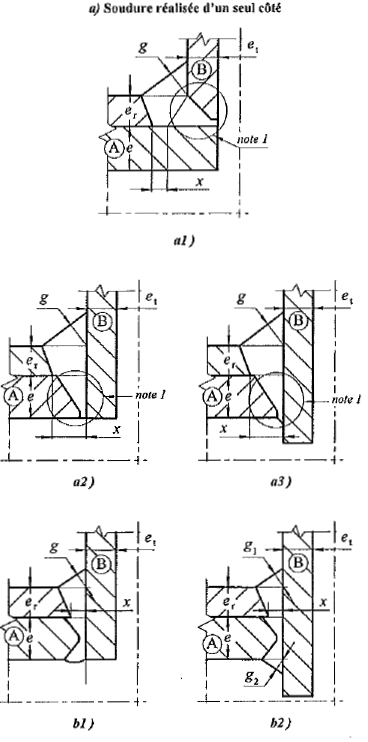 a) Soudure réalisée d'un seul côté
g
e₁
B
eᵣ
note 1
A
e
x
a1)
g
e₁
B
eᵣ
A
e
note 1
x
a2)
g
e₁
B
eᵣ
A
e
note 1
x
a3)
g
e₁
B
eᵣ
x
A
e
b1)
g₁
e₁
B
eᵣ
x
A
e
g₂
b2)